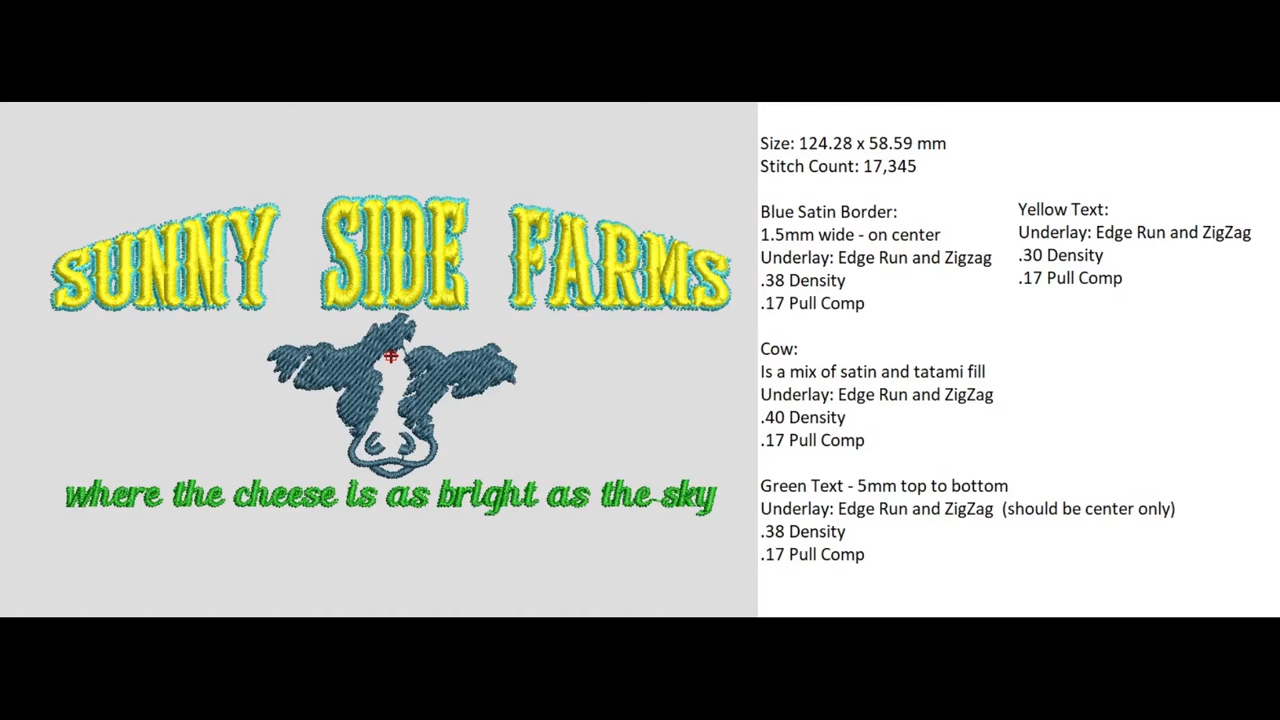 SUNNY SIDE FARMS
where the cheese is as bright as the sky
Size: 124.28 x 58.59 mm
Stitch Count: 17,345
Blue Satin Border:
1.5mm wide - on center
Underlay: Edge Run and Zigzag
.38 Density
.17 Pull Comp
Yellow Text:
Underlay: Edge Run and ZigZag
.30 Density
.17 Pull Comp
Cow:
Is a mix of satin and tatami fill
Underlay: Edge Run and ZigZag
.40 Density
.17 Pull Comp
Green Text - 5mm top to bottom
Underlay: Edge Run and ZigZag  (should be center only)
.38 Density
.17 Pull Comp